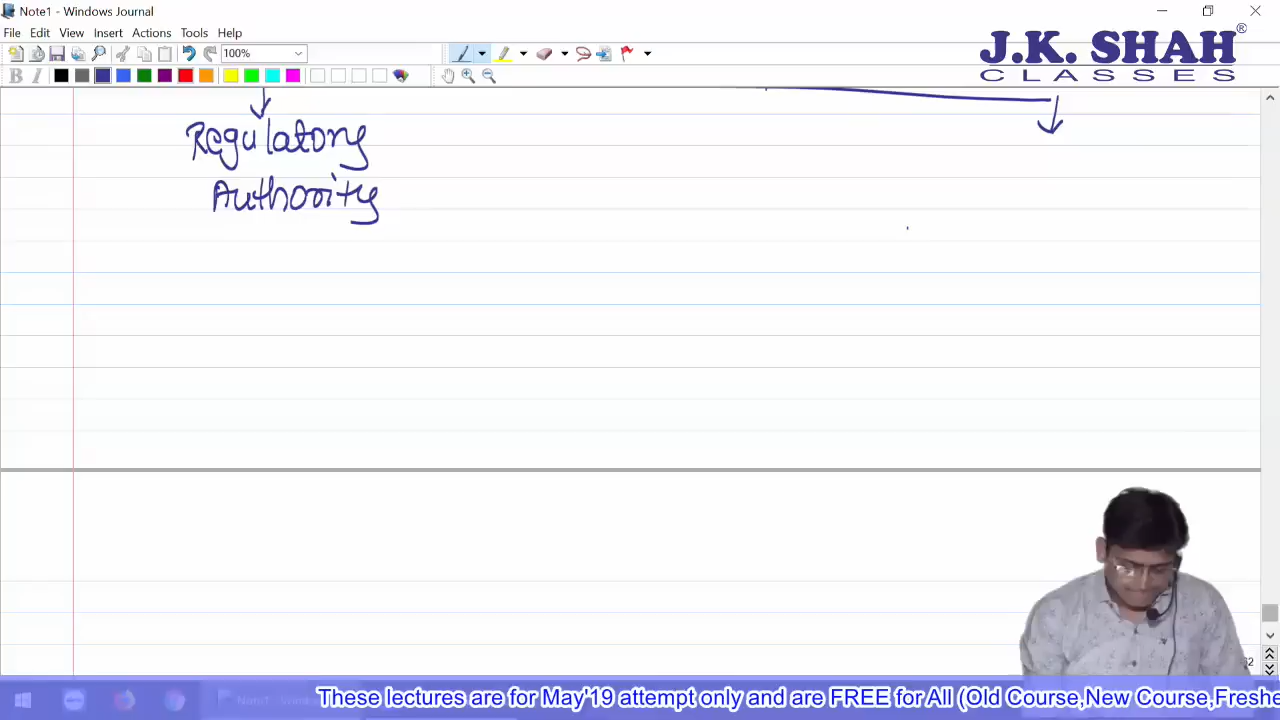 Note1 - Windows Journal
File Edit View Insert Actions Tools Help
100%
J.K. SHAH®
CLASSES
Regulatory
Authority
These lectures are for May'19 attempt only and are FREE for All (Old Course,New Course,Freshe